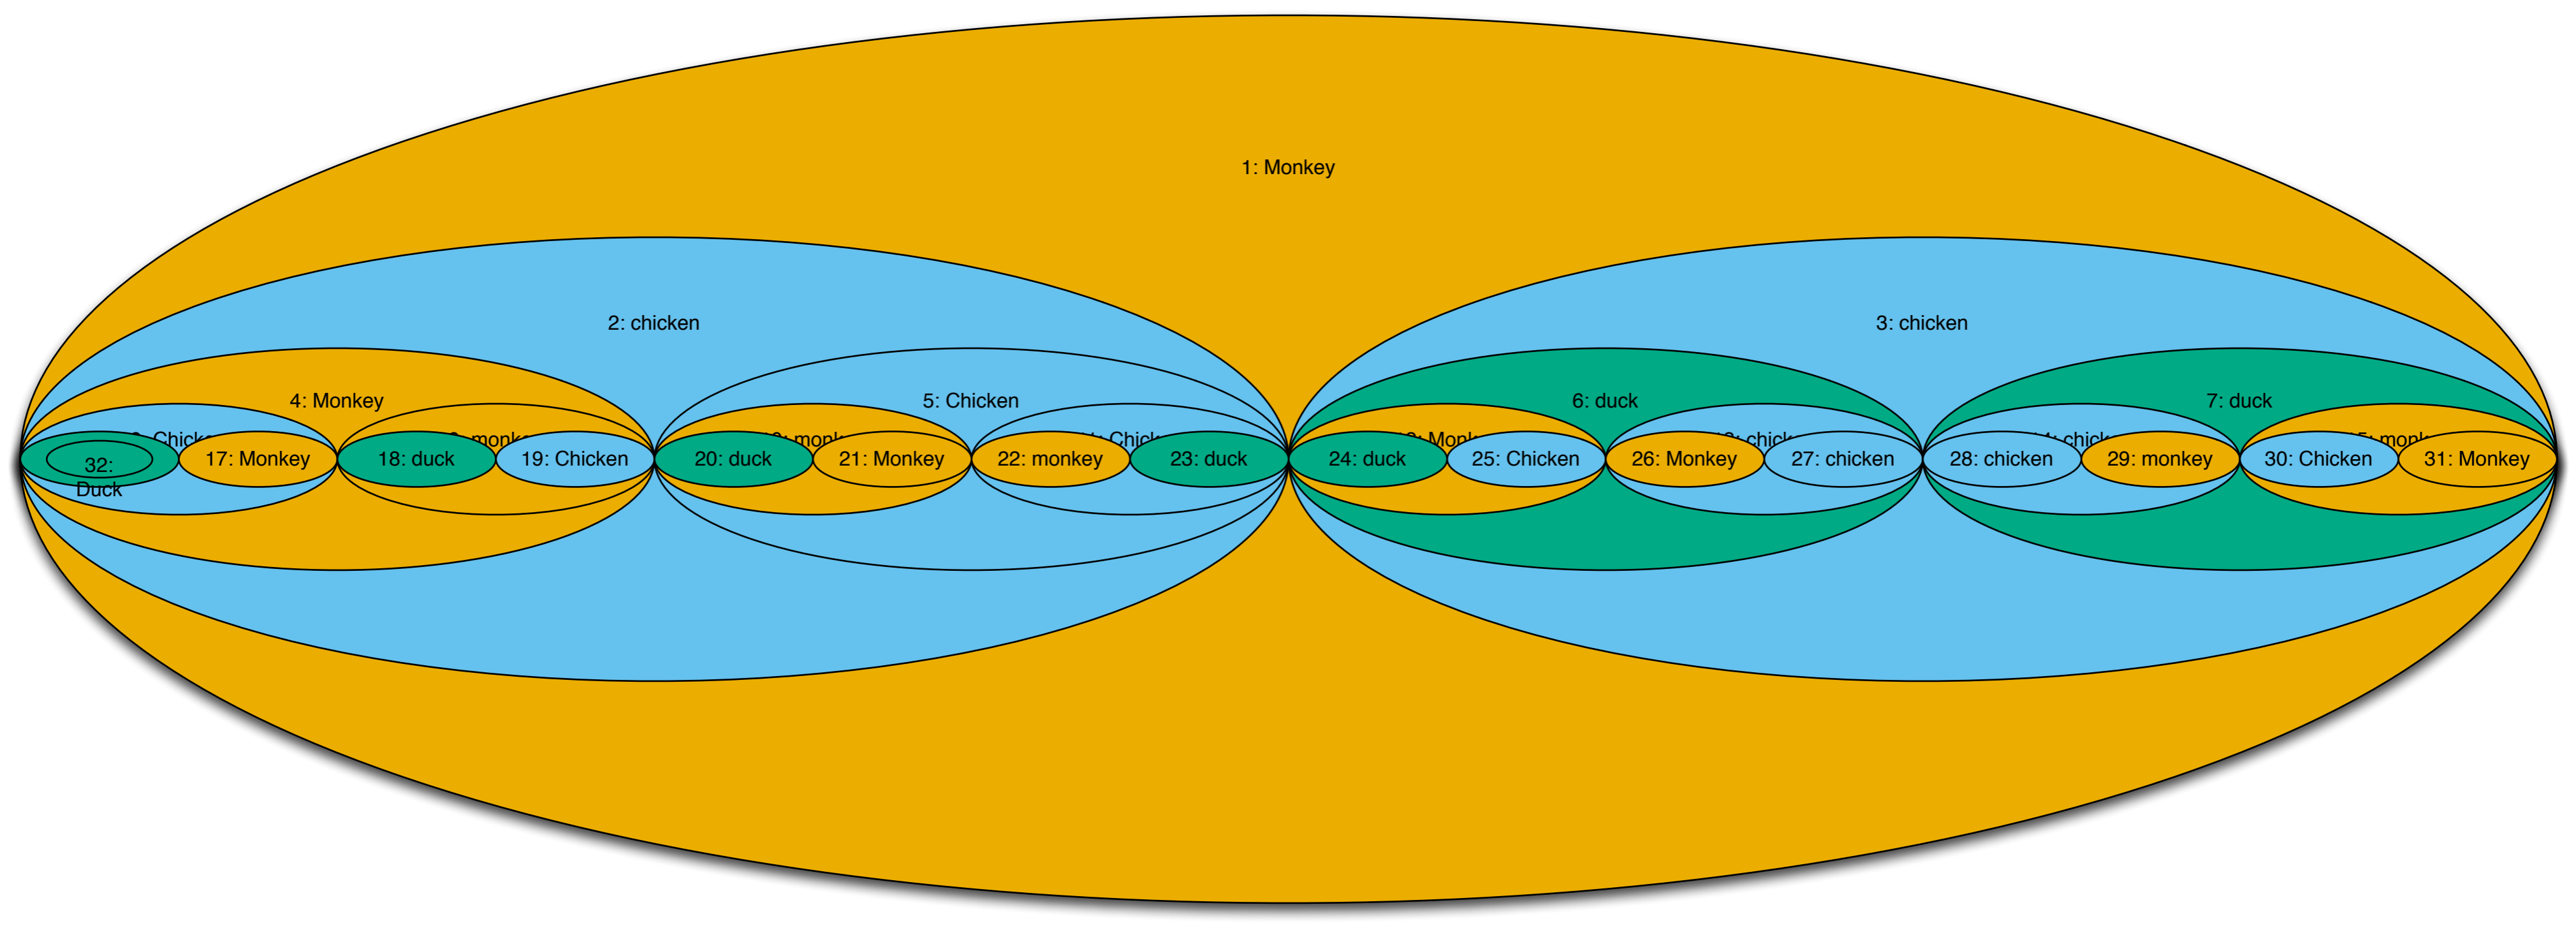 1: Monkey
2: chicken
3: chicken
4: Monkey
5: Chicken
6: duck
7: duck
32:
Duck
17: Monkey
18: duck
19: Chicken
20: duck
21: Monkey
22: monkey
23: duck
24: duck
25: Chicken
26: Monkey
27: chicken
28: chicken
29: monkey
30: Chicken
31: Monkey